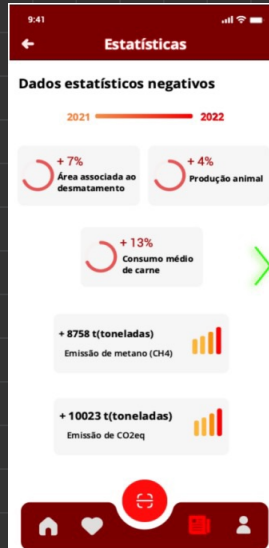 9:41
Estatísticas
Dados estatísticos negativos
2021 2022
+ 7%
Área associada ao
desmatamento
+ 4%
Produção animal
+ 13%
Consumo médio
de carne
+ 8758 t(toneladas)
Emissão de metano (CH4)
+ 10023 t(toneladas)
Emissão de CO2eq